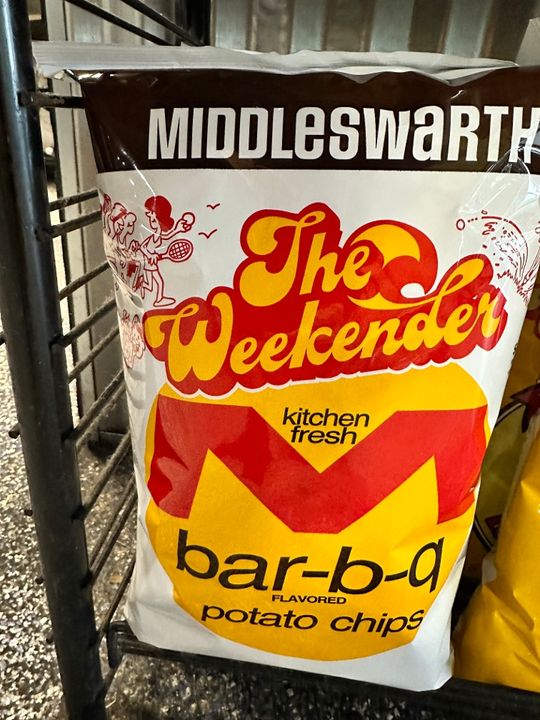 MIDDLeSWaRTH
The
Weekender
kitchen
fresh
bar-b-q
FLAVORED
potato chips